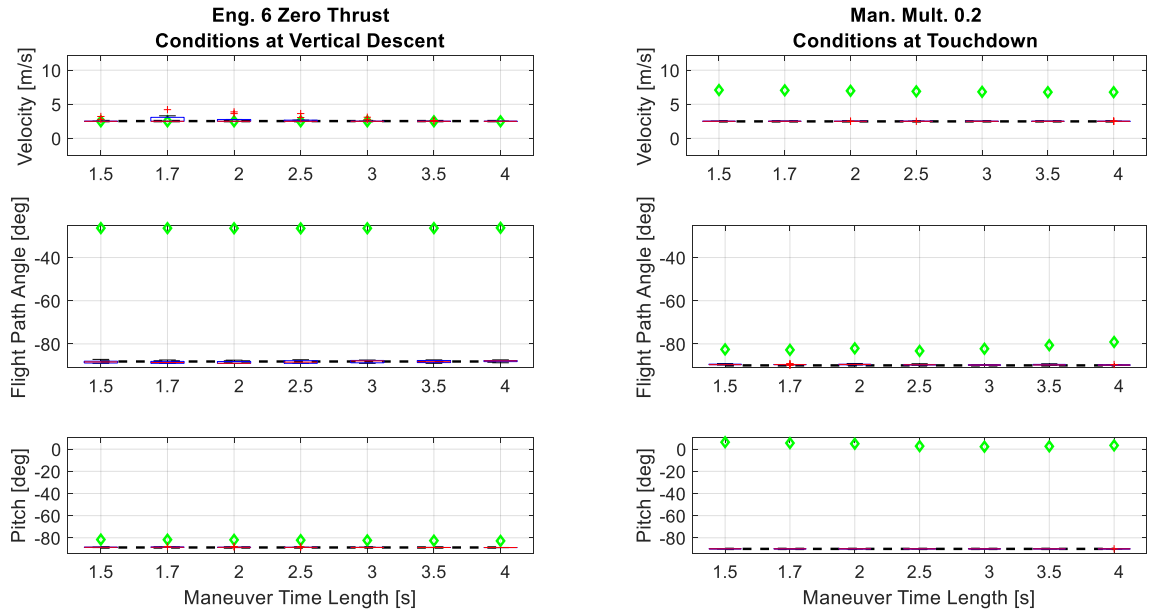 Eng. 6 Zero Thrust
Conditions at Vertical Descent
Velocity [m/s]
10
5
0
1.5 1.7 2 2.5 3 3.5 4
Flight Path Angle [deg]
-40
-60
-80
1.5 1.7 2 2.5 3 3.5 4
Pitch [deg]
0
-20
-40
-60
-80
1.5 1.7 2 2.5 3 3.5 4
Maneuver Time Length [s]
Man. Mult. 0.2
Conditions at Touchdown
Velocity [m/s]
10
5
0
1.5 1.7 2 2.5 3 3.5 4
Flight Path Angle [deg]
-40
-60
-80
1.5 1.7 2 2.5 3 3.5 4
Pitch [deg]
0
-20
-40
-60
-80
1.5 1.7 2 2.5 3 3.5 4
Maneuver Time Length [s]